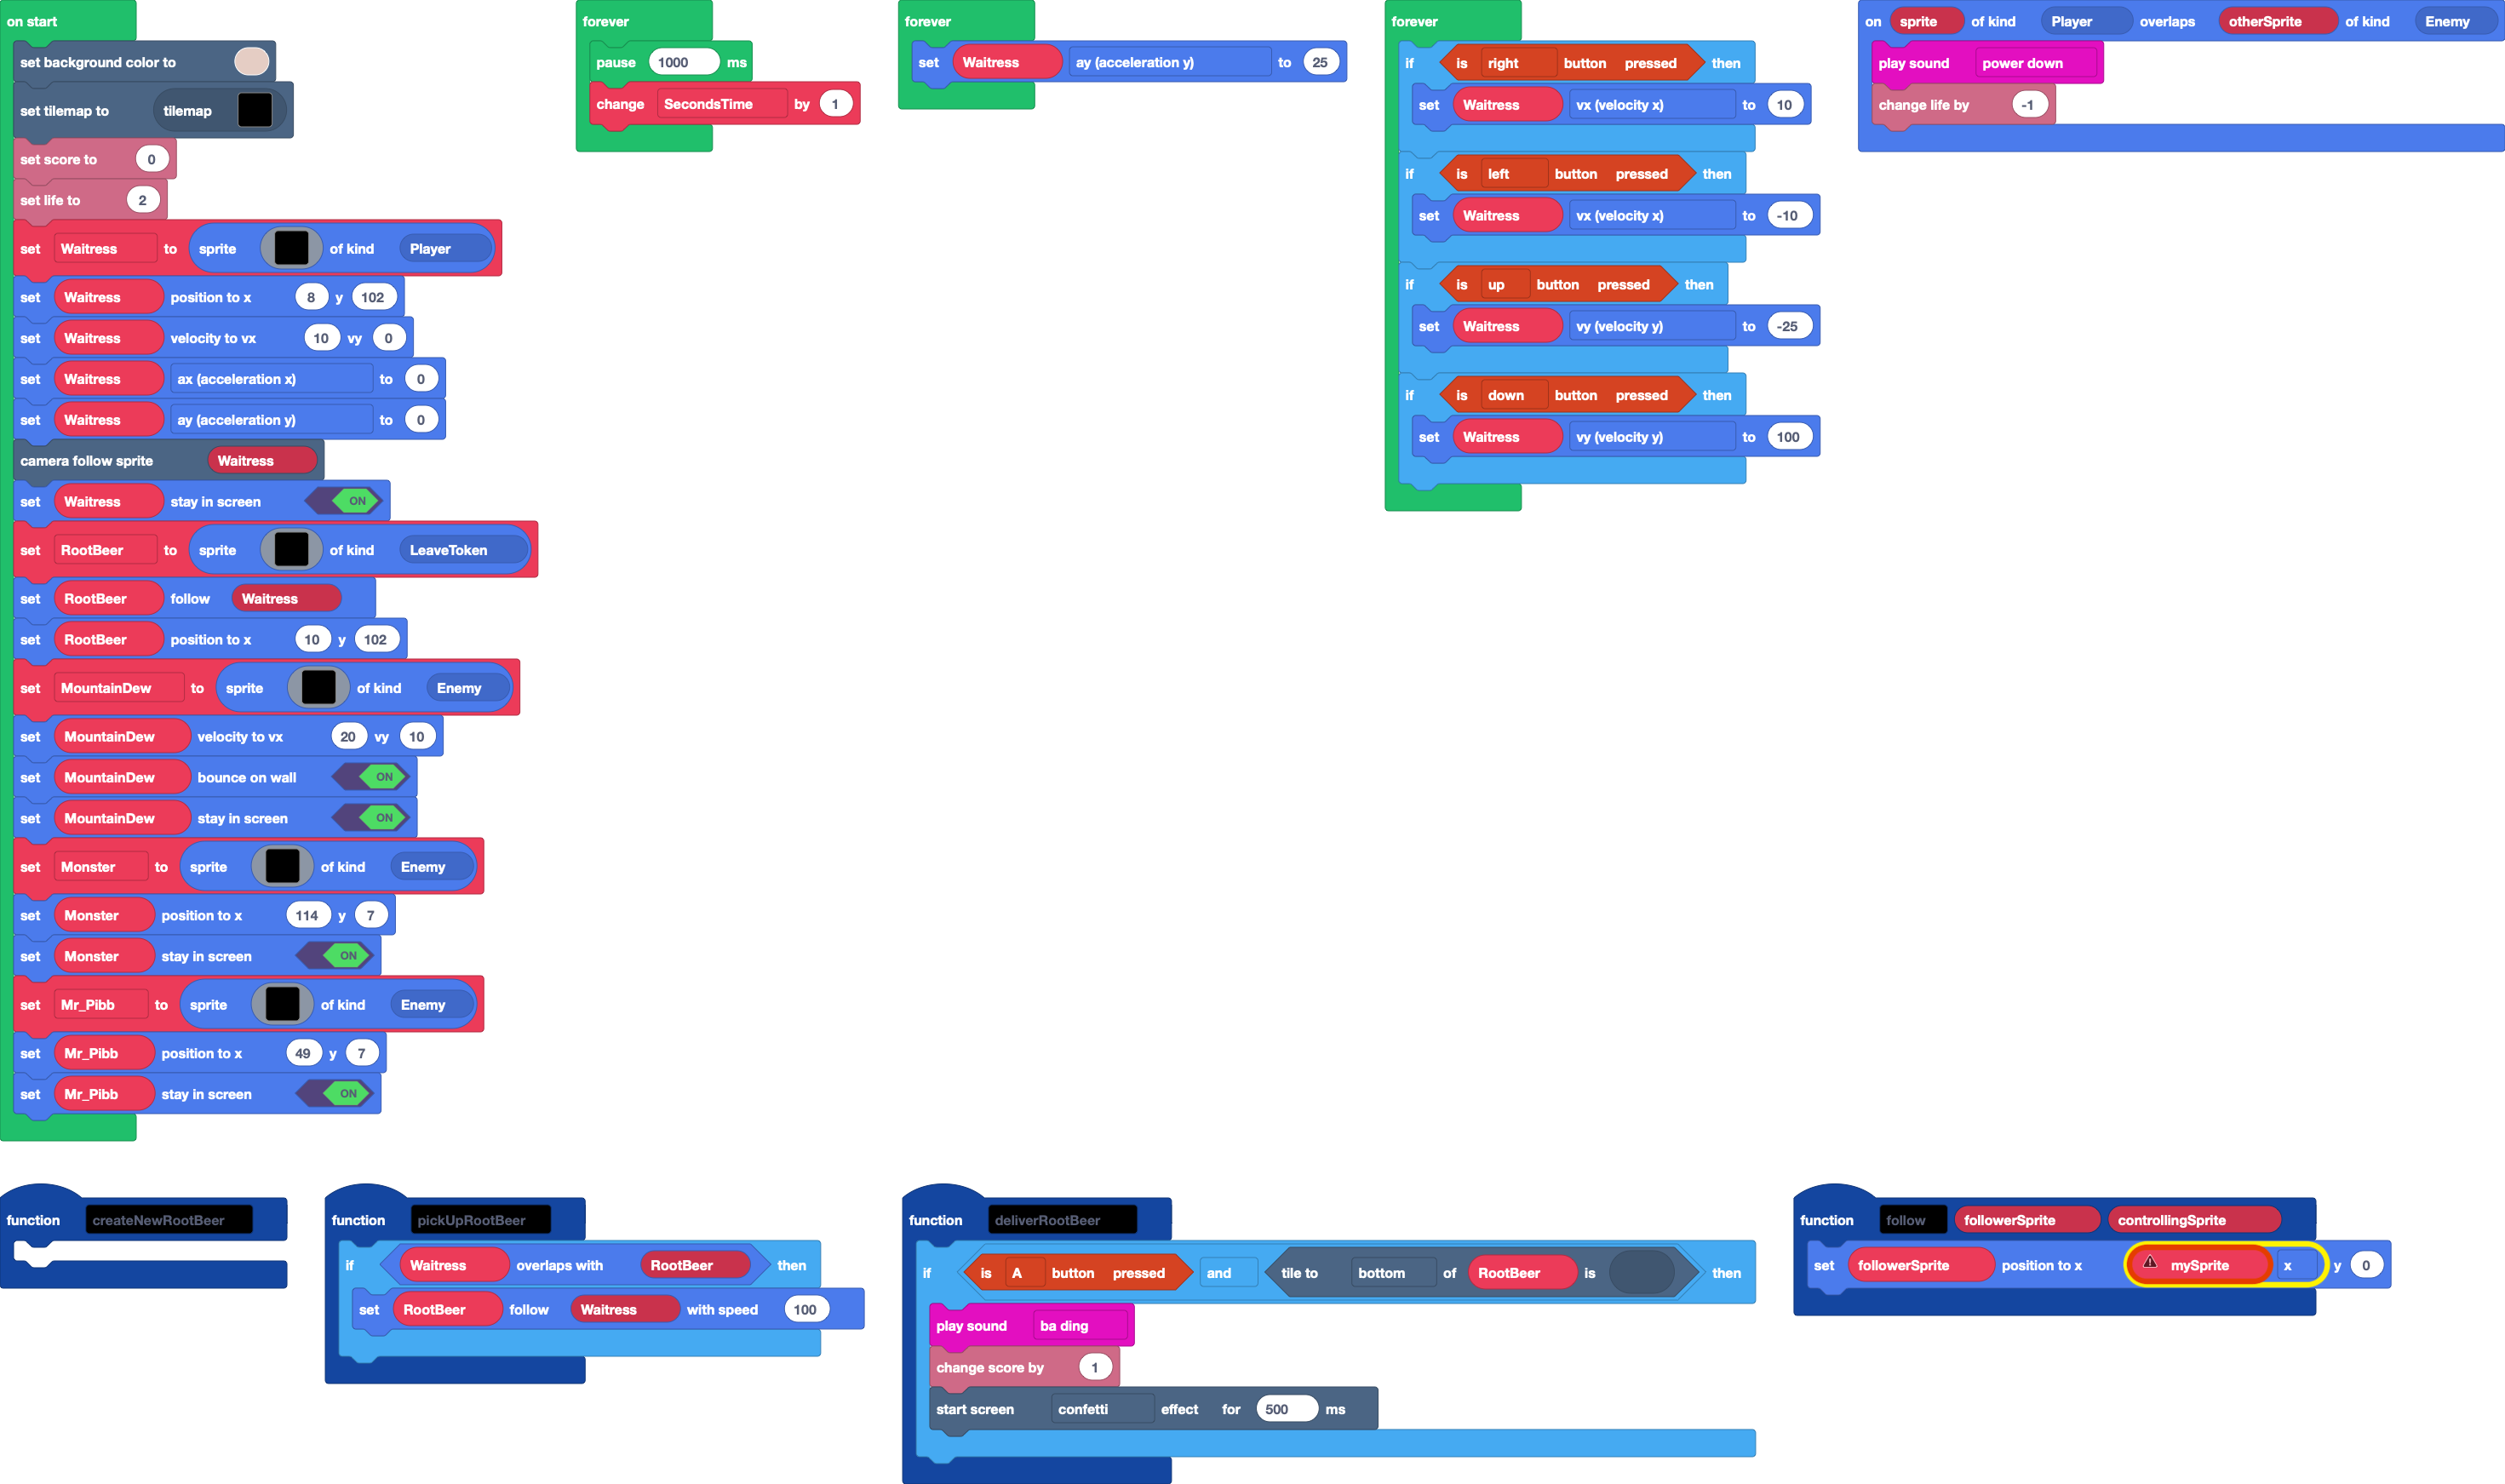 on start
set background color to
set tilemap to tilemap
set score to 0
set life to 2
set Waitress to sprite of kind Player
set Waitress position to x 8 y 102
set Waitress velocity to vx 10 vy 0
set Waitress ax (acceleration x) to 0
set Waitress ay (acceleration y) to 0
camera follow sprite Waitress
set Waitress stay in screen ON
set RootBeer to sprite of kind LeaveToken
set RootBeer follow Waitress
set RootBeer position to x 10 y 102
set MountainDew to sprite of kind Enemy
set MountainDew velocity to vx 20 vy 10
set MountainDew bounce on wall ON
set MountainDew stay in screen ON
set Monster to sprite of kind Enemy
set Monster position to x 114 y 7
set Monster stay in screen ON
set Mr_Pibb to sprite of kind Enemy
set Mr_Pibb position to x 49 y 7
set Mr_Pibb stay in screen ON
forever
pause 1000 ms
change SecondsTime by 1
forever
set Waitress ay (acceleration y) to 25
forever
if is right button pressed then
set Waitress vx (velocity x) to 10
if is left button pressed then
set Waitress vx (velocity x) to -10
if is up button pressed then
set Waitress vy (velocity y) to -25
if is down button pressed then
set Waitress vy (velocity y) to 100
on sprite of kind Player overlaps otherSprite of kind Enemy
play sound power down
change life by -1
function createNewRootBeer
function pickUpRootBeer
if Waitress overlaps with RootBeer then
set RootBeer follow Waitress with speed 100
function deliverRootBeer
if is A button pressed and tile to bottom of RootBeer is then
play sound ba ding
change score by 1
start screen confetti effect for 500 ms
function follow followerSprite controllingSprite
set followerSprite position to x mySprite x y 0